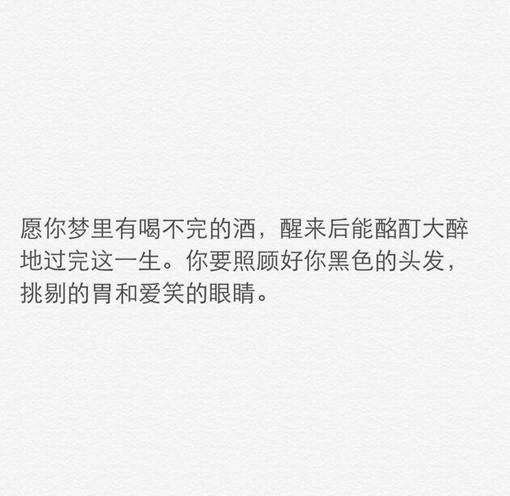 愿你梦里有喝不完的酒，醒来后能酩酊大醉
地过完这一生。你要照顾好你黑色的头发，
挑剔的胃和爱笑的眼睛。